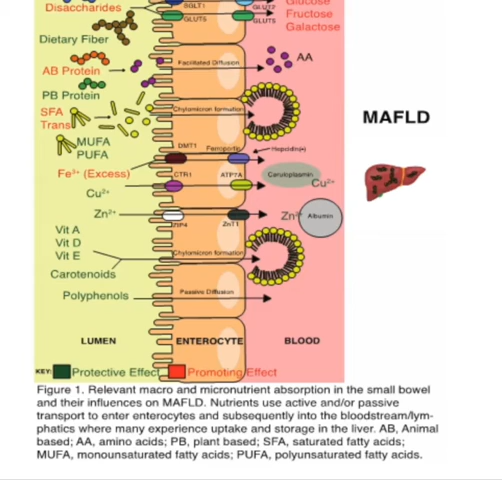 Disaccharides
SGLT1
GLUT2
Glucose
Fructose
GLUT5
GLUT5
Galactose
Dietary Fiber
AA
Facilitated Diffusion
AB Protein
PB Protein
SFA
Trans
Chylomicron formation
MAFLD
MUFA
PUFA
DMT1
Ferroportin
Hepcidin(+)
Fe³⁺ (Excess)
CTR1
ATP7A
Ceruloplasmin
Cu²⁺
Cu²⁺
Zn²⁺
Zn²⁺
Albumin
ZIP4
ZnT1
Vit A
Vit D
Vit E
Chylomicron formation
Carotenoids
Polyphenols
Passive Diffusion
LUMEN
ENTEROCYTE
BLOOD
KEY:
Protective Effect
Promoting Effect
Figure 1. Relevant macro and micronutrient absorption in the small bowel
and their influences on MAFLD. Nutrients use active and/or passive
transport to enter enterocytes and subsequently into the bloodstream/lym-
phatics where many experience uptake and storage in the liver. AB, Animal
based; AA, amino acids; PB, plant based; SFA, saturated fatty acids;
MUFA, monounsaturated fatty acids; PUFA, polyunsaturated fatty acids.